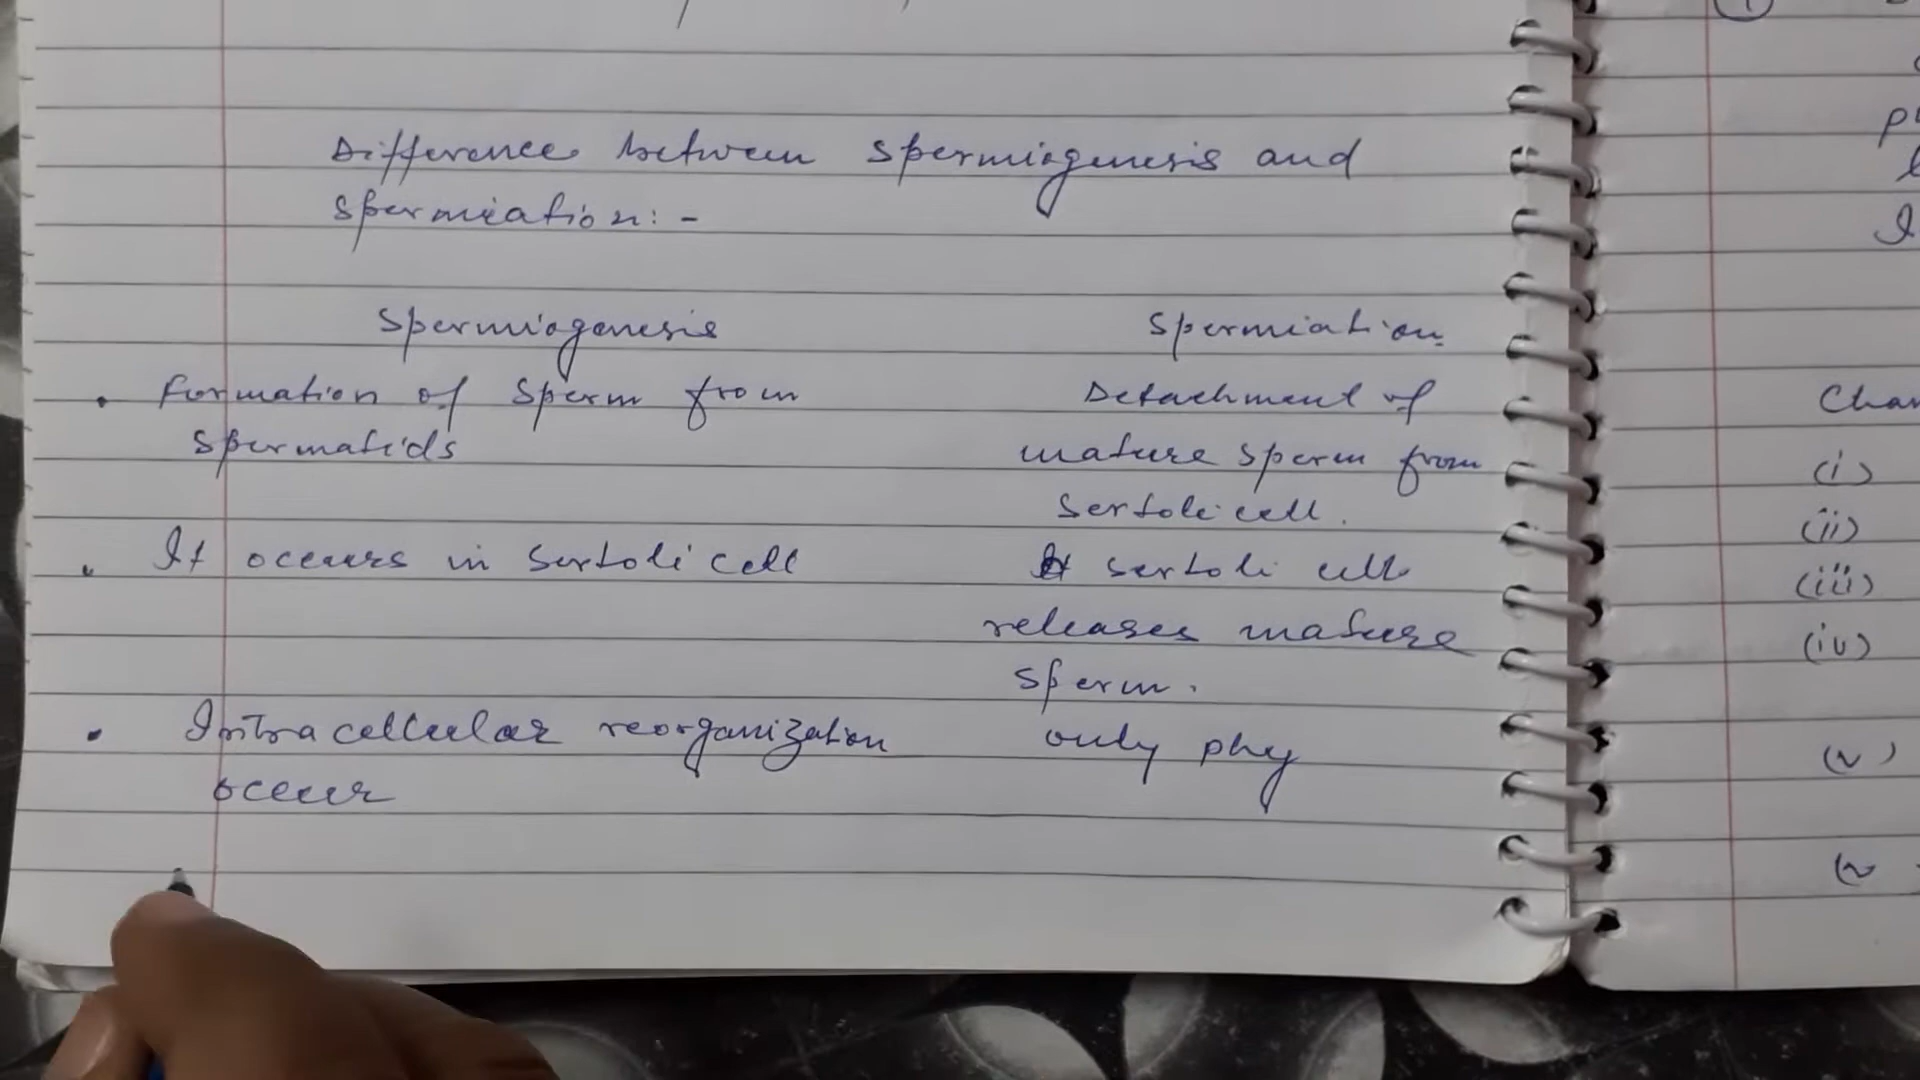 Difference between spermiogenesis and
spermiation:-
Spermiogenesis
Spermiation
• Formation of sperm from
spermatids
Detachment of
mature sperm from
sertoli cell.
• It occurs in sertoli cell
sertoli cell
releases mature
sperm.
• Intracellular reorganization
occur
only phy
Chan
(i)
(ii)
(iii)
(iv)
(v)